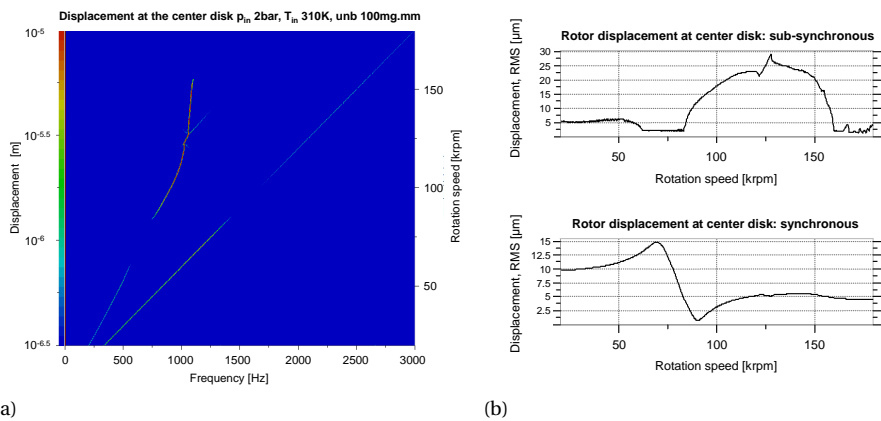 Displacement at the center disk p_in 2bar, T_in 310K, unb 100mg.mm
10^-5
10^-5.5
10^-6
10^-6.5
Displacement [m]
150
100
50
Rotation speed [krpm]
0 500 1000 1500 2000 2500 3000
Frequency [Hz]
a)
Rotor displacement at center disk: sub-synchronous
Displacement, RMS [µm]
30
25
20
15
10
5
50 100 150
Rotation speed [krpm]
Rotor displacement at center disk: synchronous
Displacement, RMS [µm]
15
12.5
10
7.5
5
2.5
50 100 150
Rotation speed [krpm]
(b)